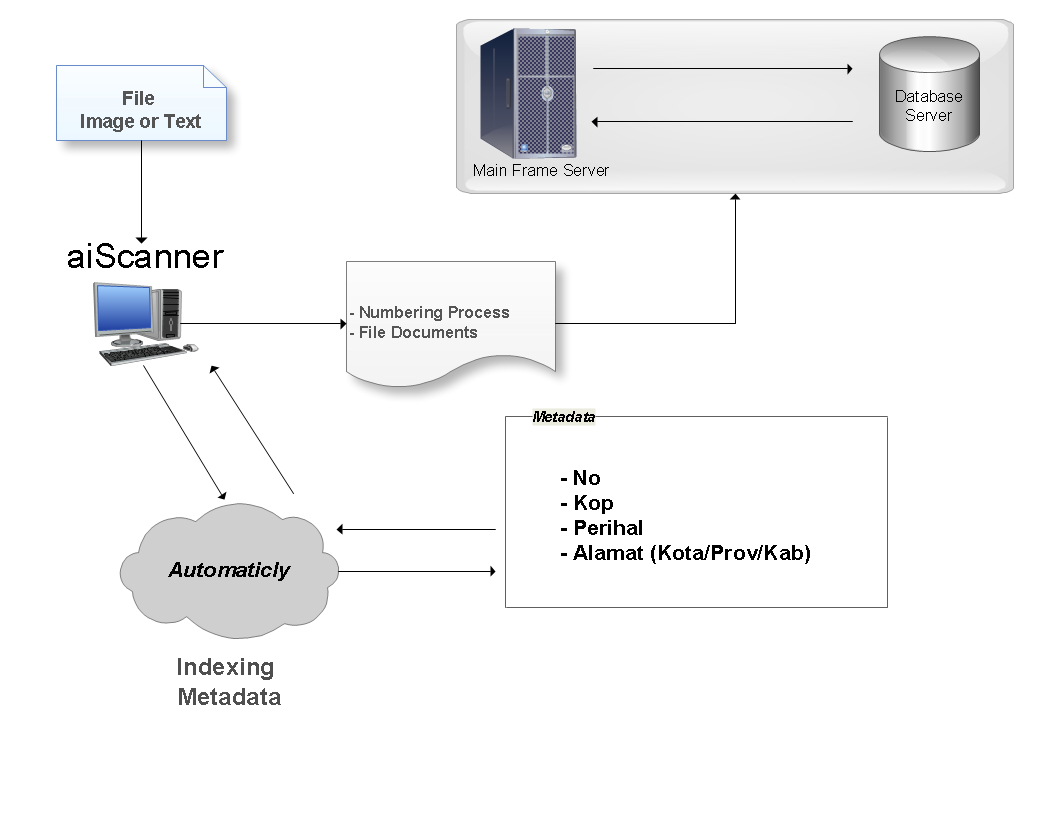 File
Image or Text
Database
Server
Main Frame Server
aiScanner
- Numbering Process
- File Documents
Metadata
- No
- Kop
- Perihal
- Alamat (Kota/Prov/Kab)
Automaticly
Indexing
Metadata